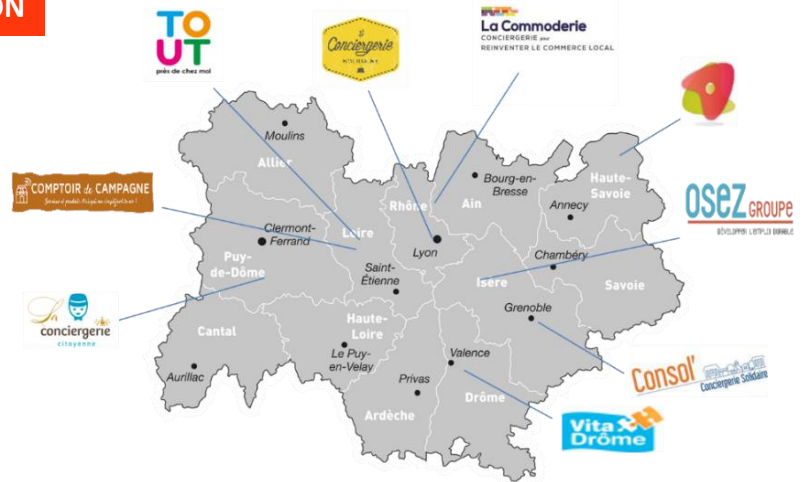 ON
TO
UT
près de chez moi
Conciergerie
La Commoderie
CONCIERGERIE pour
REINVENTER LE COMMERCE LOCAL
COMPTOIR de CAMPAGNE
La
conciergerie
citoyenne
OSEZ GROUPE
DÉVELOPPER L'EMPLOI DURABLE
Consol'
Conciergerie Solidaire
Vita
Drôme
Moulins
Allier
Bourg-en-
Bresse
Ain
Rhône
Haute-
Savoie
Annecy
Clermont-
Ferrand
Loire
Lyon
Puy-
de-Dôme
Saint-
Étienne
Chambéry
Isère
Savoie
Grenoble
Cantal
Haute-
Loire
Le Puy-
en-Velay
Aurillac
Valence
Privas
Drôme
Ardèche